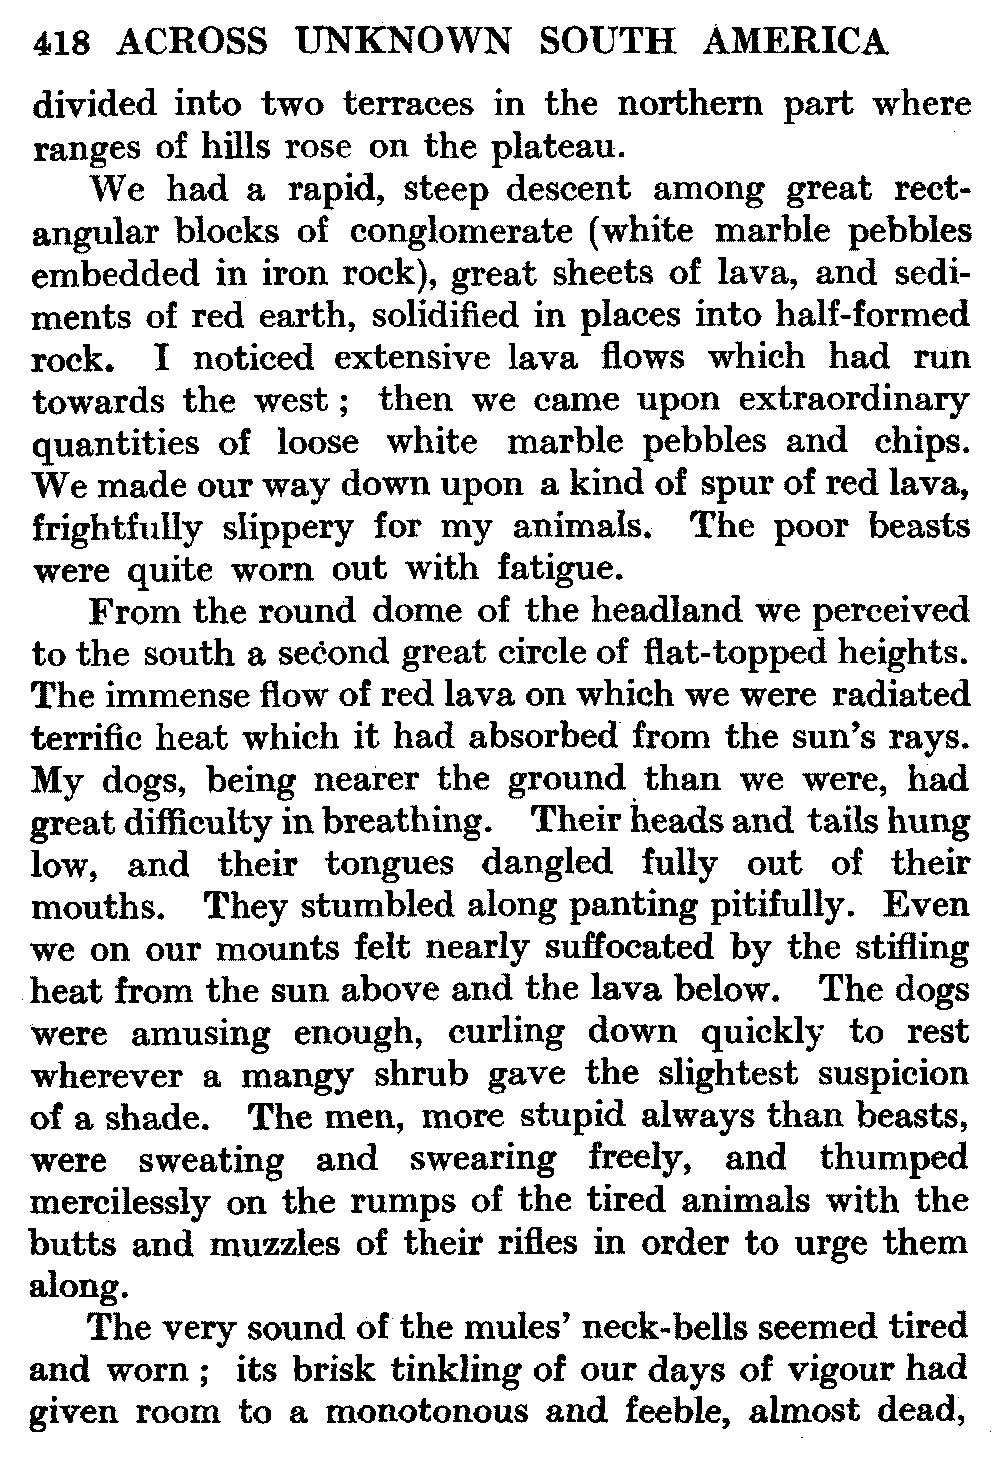 418 ACROSS UNKNOWN SOUTH AMERICA
divided into two terraces in the northern part where
ranges of hills rose on the plateau.
We had a rapid, steep descent among great rect-
angular blocks of conglomerate (white marble pebbles
embedded in iron rock), great sheets of lava, and sedi-
ments of red earth, solidified in places into half-formed
rock. I noticed extensive lava flows which had run
towards the west ; then we came upon extraordinary
quantities of loose white marble pebbles and chips.
We made our way down upon a kind of spur of red lava,
frightfully slippery for my animals. The poor beasts
were quite worn out with fatigue.
From the round dome of the headland we perceived
to the south a second great circle of flat-topped heights.
The immense flow of red lava on which we were radiated
terrific heat which it had absorbed from the sun's rays.
My dogs, being nearer the ground than we were, had
great difficulty in breathing. Their heads and tails hung
low, and their tongues dangled fully out of their
mouths. They stumbled along panting pitifully. Even
we on our mounts felt nearly suffocated by the stifling
heat from the sun above and the lava below. The dogs
were amusing enough, curling down quickly to rest
wherever a mangy shrub gave the slightest suspicion
of a shade. The men, more stupid always than beasts,
were sweating and swearing freely, and thumped
mercilessly on the rumps of the tired animals with the
butts and muzzles of their rifles in order to urge them
along.
The very sound of the mules' neck-bells seemed tired
and worn ; its brisk tinkling of our days of vigour had
given room to a monotonous and feeble, almost dead,